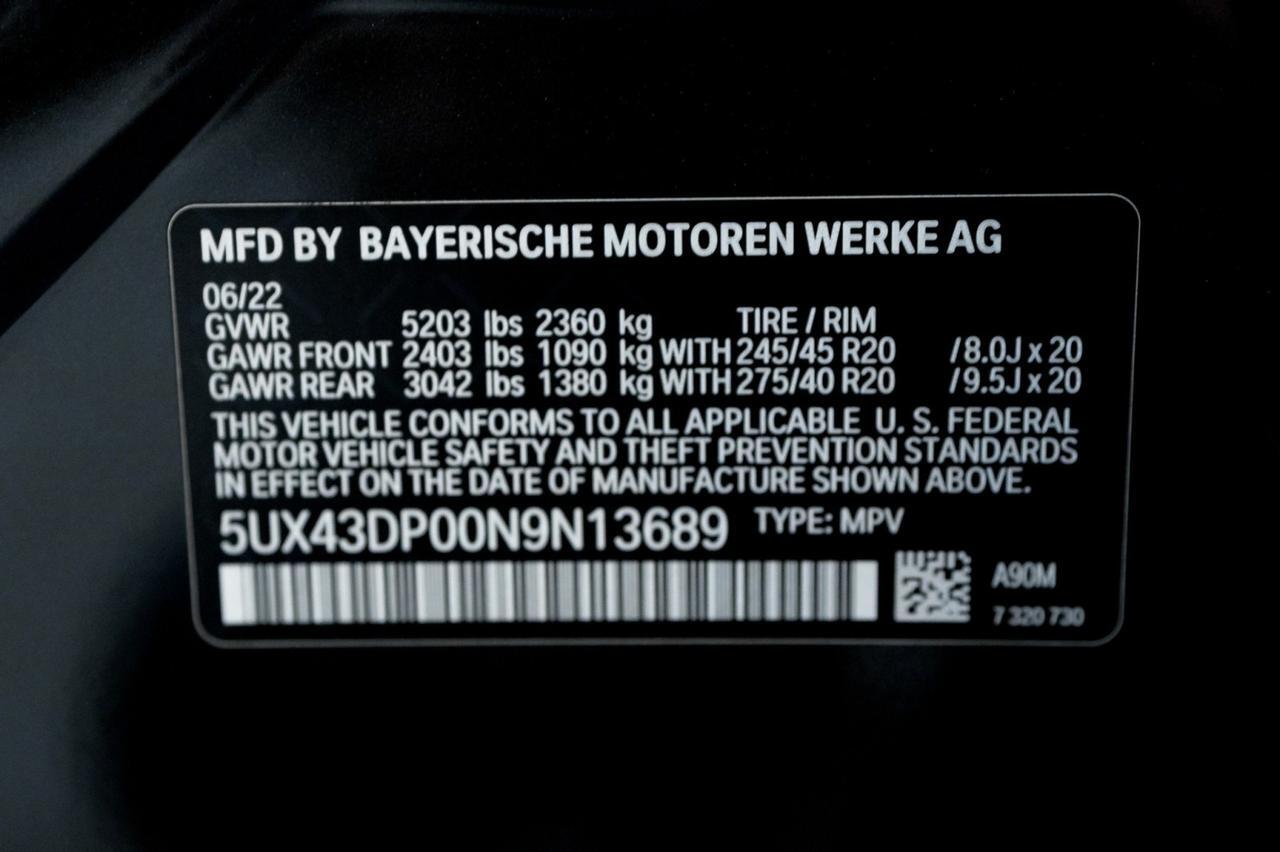 MFD BY BAYERISCHE MOTOREN WERKE AG
06/22
GVWR 5203 lbs 2360 kg TIRE / RIM
GAWR FRONT 2403 lbs 1090 kg WITH 245/45 R20 /8.0J x 20
GAWR REAR 3042 lbs 1380 kg WITH 275/40 R20 /9.5J x 20
THIS VEHICLE CONFORMS TO ALL APPLICABLE U. S. FEDERAL
MOTOR VEHICLE SAFETY AND THEFT PREVENTION STANDARDS
IN EFFECT ON THE DATE OF MANUFACTURE SHOWN ABOVE.
5UX43DP00N9N13689 TYPE: MPV
A90M
7 320 730